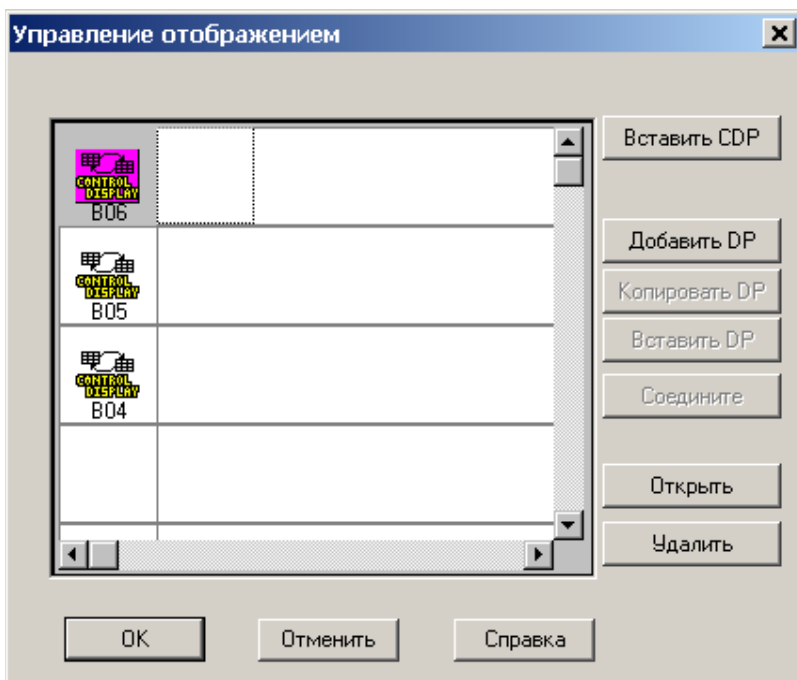 Управление отображением
Вставить CDP
CONTROL
DISPLAY
B06
Добавить DP
CONTROL
DISPLAY
B05
Копировать DP
Вставить DP
CONTROL
DISPLAY
B04
Соедините
Открыть
Удалить
OK
Отменить
Справка